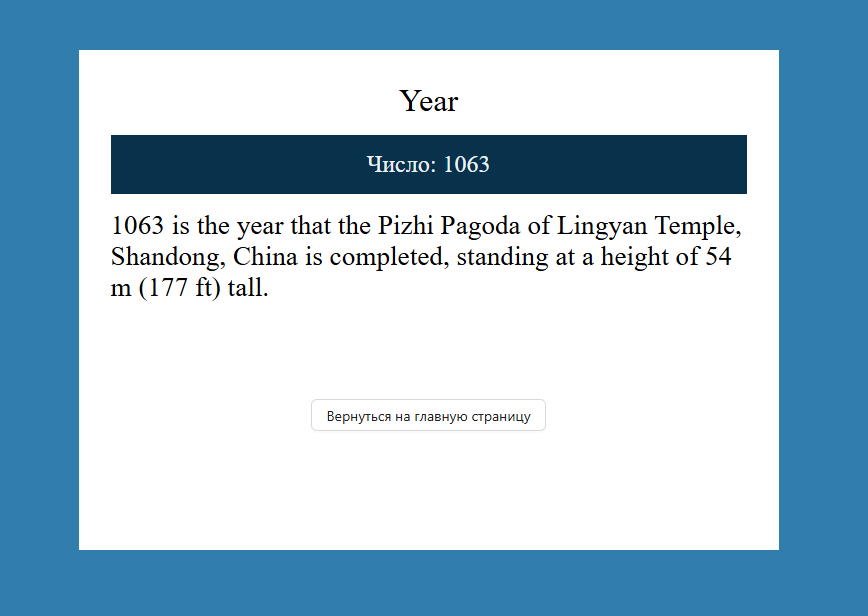 Year
Число: 1063
1063 is the year that the Pizhi Pagoda of Lingyan Temple,
Shandong, China is completed, standing at a height of 54
m (177 ft) tall.
Вернуться на главную страницу